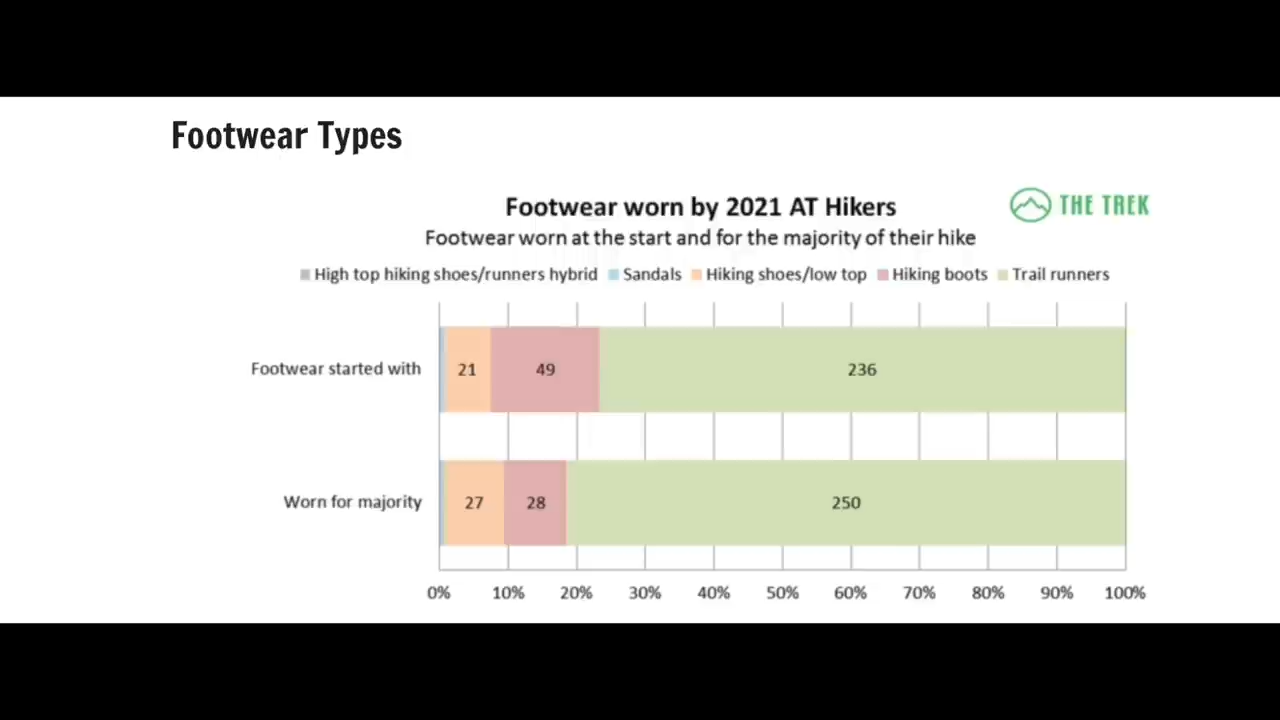 Footwear Types
Footwear worn by 2021 AT Hikers
THE TREK
Footwear worn at the start and for the majority of their hike
High top hiking shoes/runners hybrid Sandals Hiking shoes/low top Hiking boots Trail runners
Footwear started with 21 49 236
Worn for majority 27 28 250
0% 10% 20% 30% 40% 50% 60% 70% 80% 90% 100%